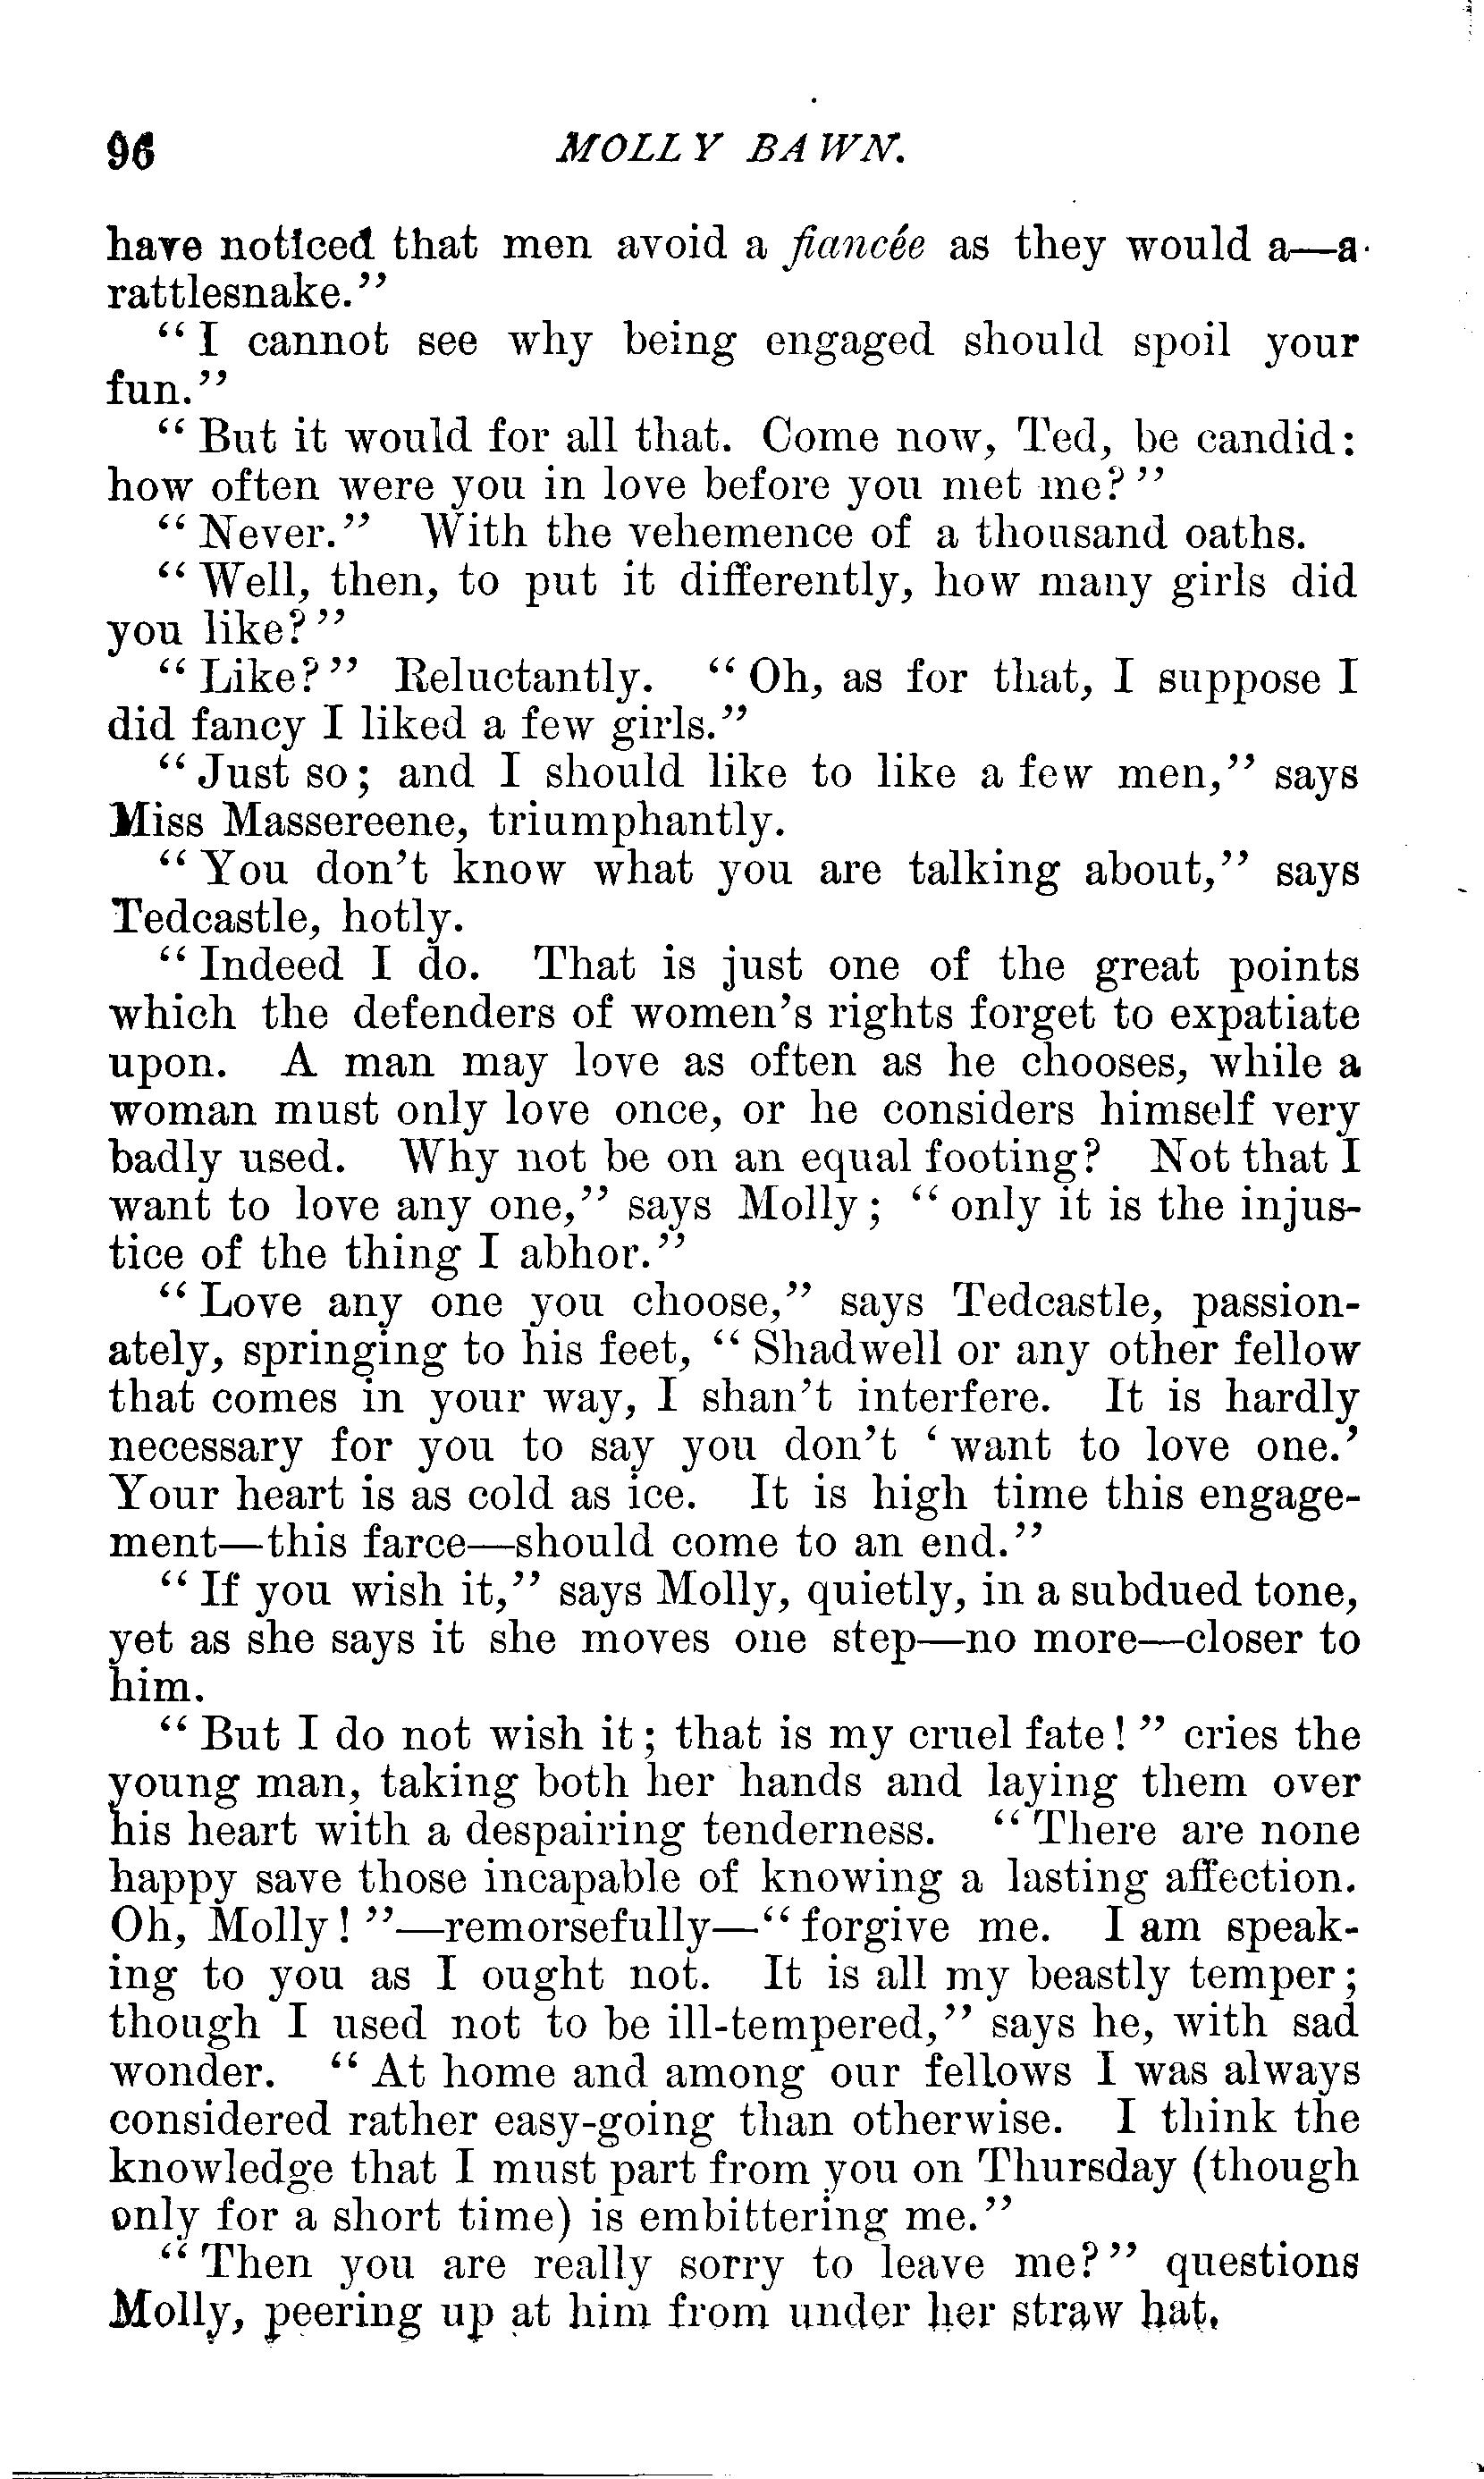 96 MOLLY BAWN.
have noticed that men avoid a fiancée as they would a—a
rattlesnake."
"I cannot see why being engaged should spoil your
fun."
"But it would for all that. Come now, Ted, be candid:
how often were you in love before you met me?"
"Never." With the vehemence of a thousand oaths.
"Well, then, to put it differently, how many girls did
you like?"
"Like?" Reluctantly. "Oh, as for that, I suppose I
did fancy I liked a few girls."
"Just so; and I should like to like a few men," says
Miss Massereene, triumphantly.
"You don't know what you are talking about," says
Tedcastle, hotly.
"Indeed I do. That is just one of the great points
which the defenders of women's rights forget to expatiate
upon. A man may love as often as he chooses, while a
woman must only love once, or he considers himself very
badly used. Why not be on an equal footing? Not that I
want to love any one," says Molly; "only it is the injus-
tice of the thing I abhor."
"Love any one you choose," says Tedcastle, passion-
ately, springing to his feet, "Shadwell or any other fellow
that comes in your way, I shan't interfere. It is hardly
necessary for you to say you don't 'want to love one.'
Your heart is as cold as ice. It is high time this engage-
ment—this farce—should come to an end."
"If you wish it," says Molly, quietly, in a subdued tone,
yet as she says it she moves one step—no more—closer to
him.
"But I do not wish it; that is my cruel fate!" cries the
young man, taking both her hands and laying them over
his heart with a despairing tenderness. "There are none
happy save those incapable of knowing a lasting affection.
Oh, Molly!"—remorsefully—"forgive me. I am speak-
ing to you as I ought not. It is all my beastly temper;
though I used not to be ill-tempered," says he, with sad
wonder. "At home and among our fellows I was always
considered rather easy-going than otherwise. I think the
knowledge that I must part from you on Thursday (though
only for a short time) is embittering me."
"Then you are really sorry to leave me?" questions
Molly, peering up at him from under her straw hat.